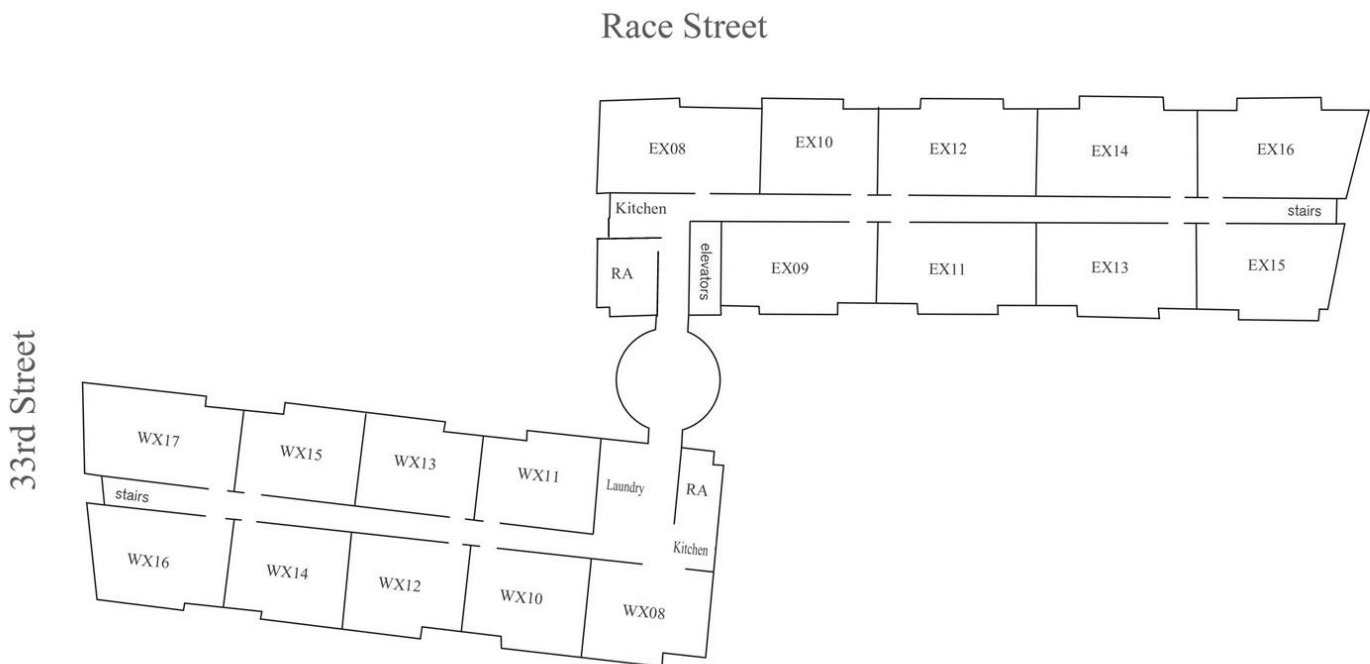 Race Street
EX08
EX10
EX12
EX14
EX16
Kitchen
stairs
RA
elevators
EX09
EX11
EX13
EX15
33rd Street
WX17
WX15
WX13
WX11
Laundry
RA
stairs
Kitchen
WX16
WX14
WX12
WX10
WX08